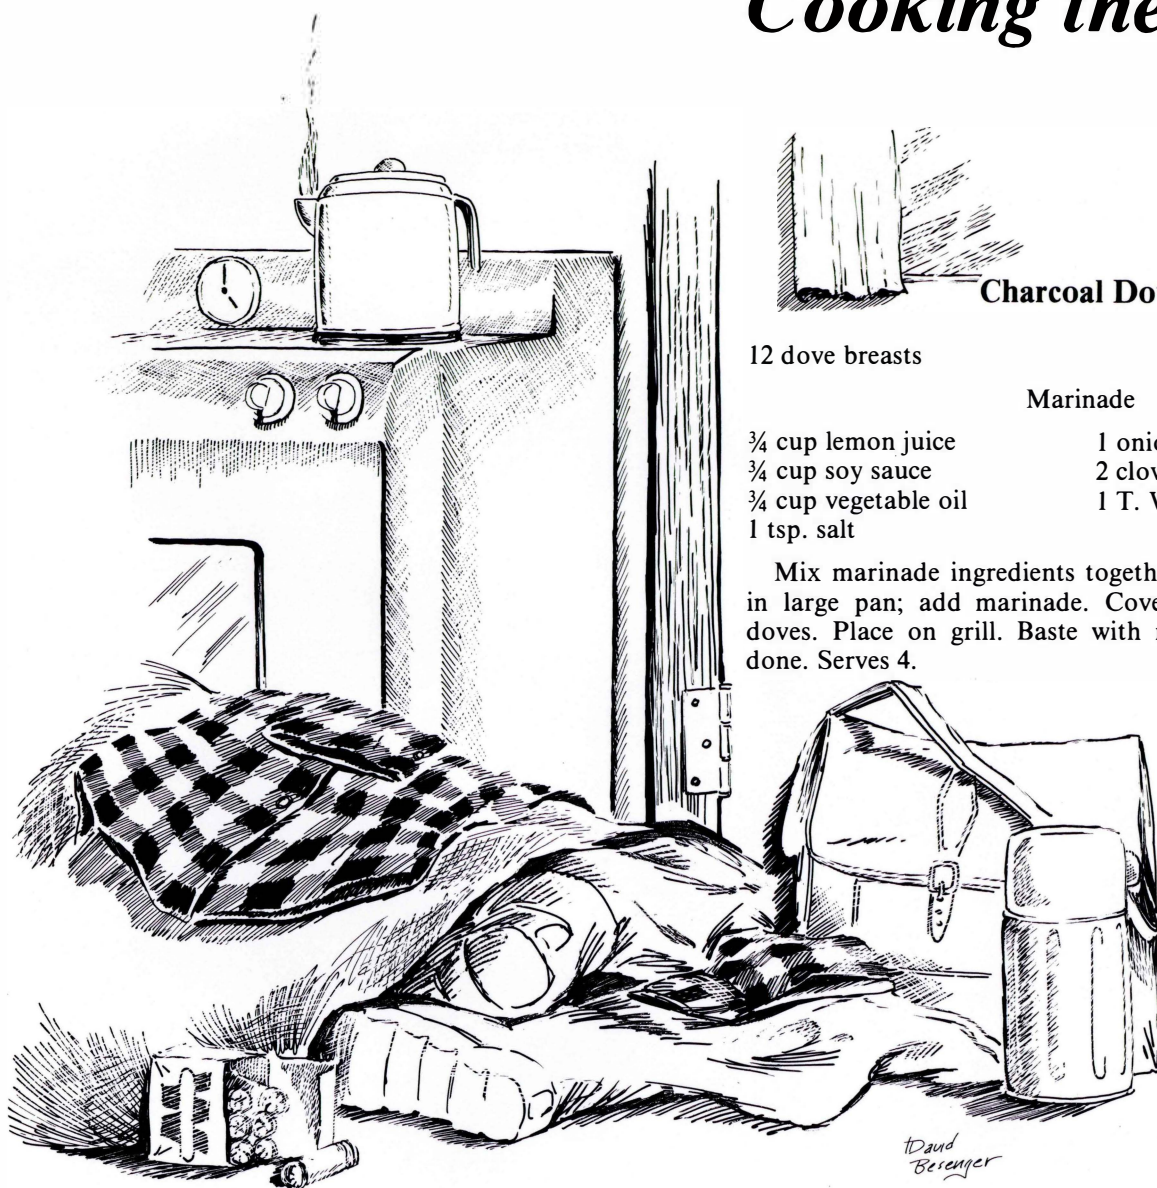 Cooking the
Charcoal Do
12 dove breasts
Marinade
¾ cup lemon juice
¾ cup soy sauce
¾ cup vegetable oil
1 tsp. salt
1 oni
2 clov
1 T.
Mix marinade ingredients togeth
in large pan; add marinade. Cove
doves. Place on grill. Baste with
done. Serves 4.
David
Besenger